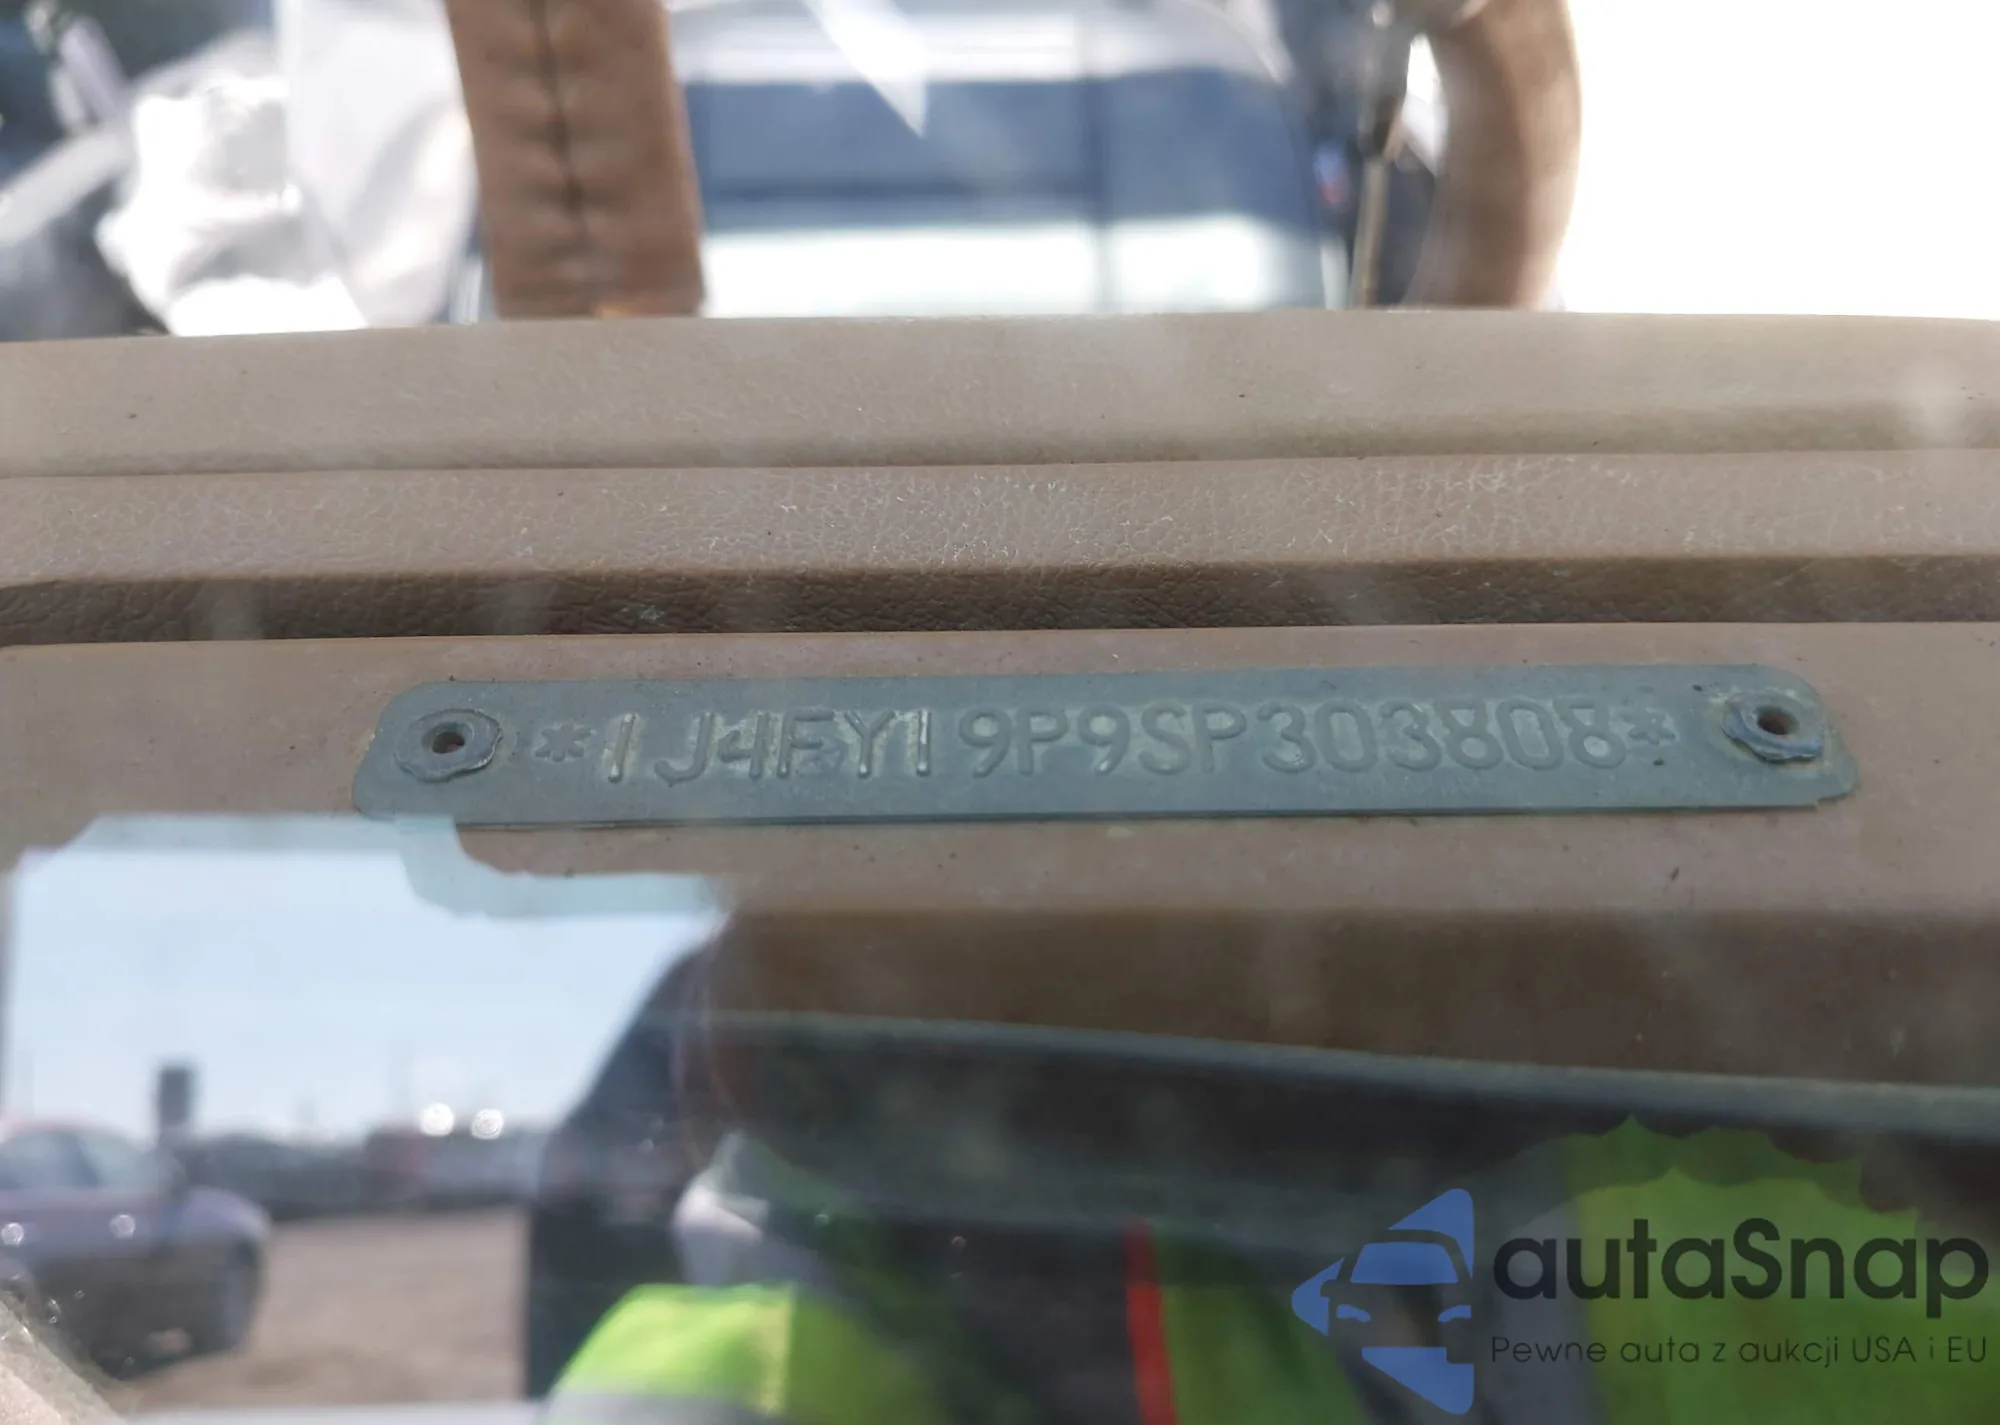 *1J4FY19P9SP303808*
autaSnap
Pewne auta z aukcji USA i EU